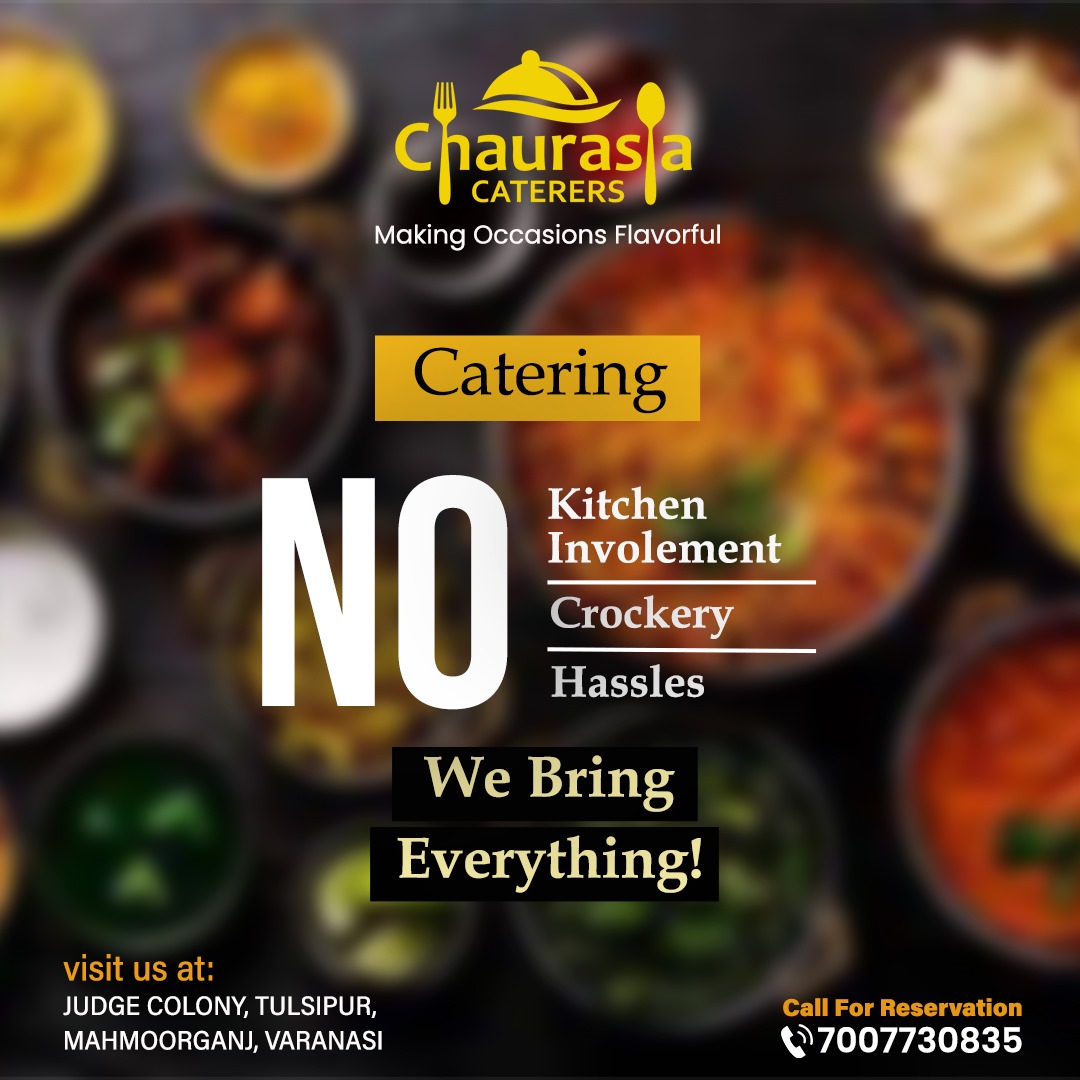 Chaurasia
CATERERS
Making Occasions Flavorful
Catering
NO
Kitchen
Involement
Crockery
Hassles
We Bring
Everything!
visit us at:
JUDGE COLONY, TULSIPUR,
MAHMOORGANJ, VARANASI
Call For Reservation
7007730835